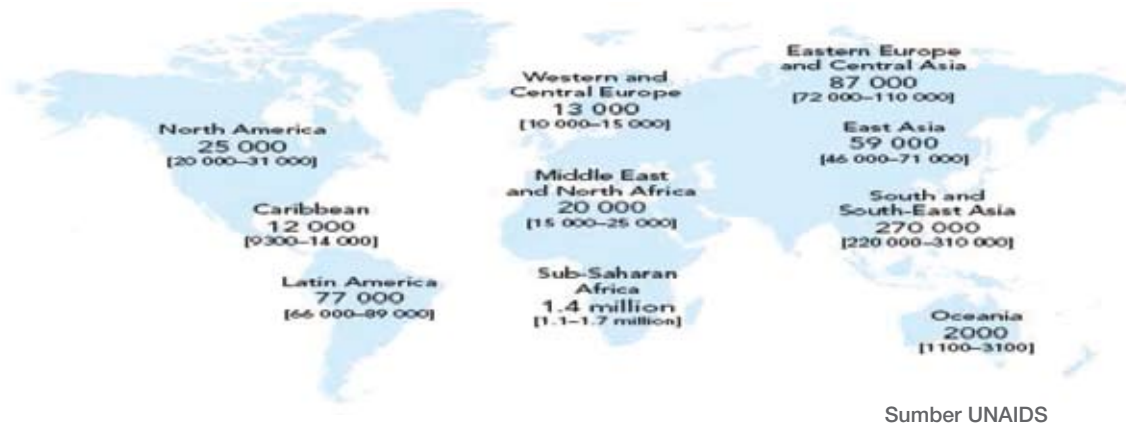 Eastern Europe
and Central Asia
87 000
[72 000–110 000]
Western and
Central Europe
13 000
[10 000–15 000]
North America
25 000
[20 000–31 000]
East Asia
59 000
[46 000–71 000]
Middle East
and North Africa
20 000
[15 000–25 000]
Caribbean
12 000
[9300–14 000]
South and
South-East Asia
270 000
[220 000–310 000]
Latin America
77 000
[66 000–89 000]
Sub-Saharan
Africa
1.4 million
[1.1–1.7 million]
Oceania
2000
[1100–3100]
Sumber UNAIDS